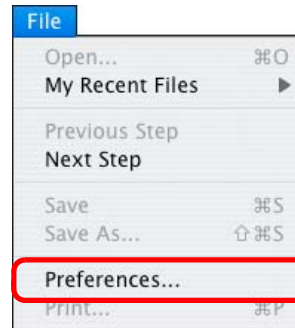 File
Open... ⌘O
My Recent Files ▶
Previous Step
Next Step
Save ⌘S
Save As... ⇧⌘S
Preferences...
Print... ⌘P